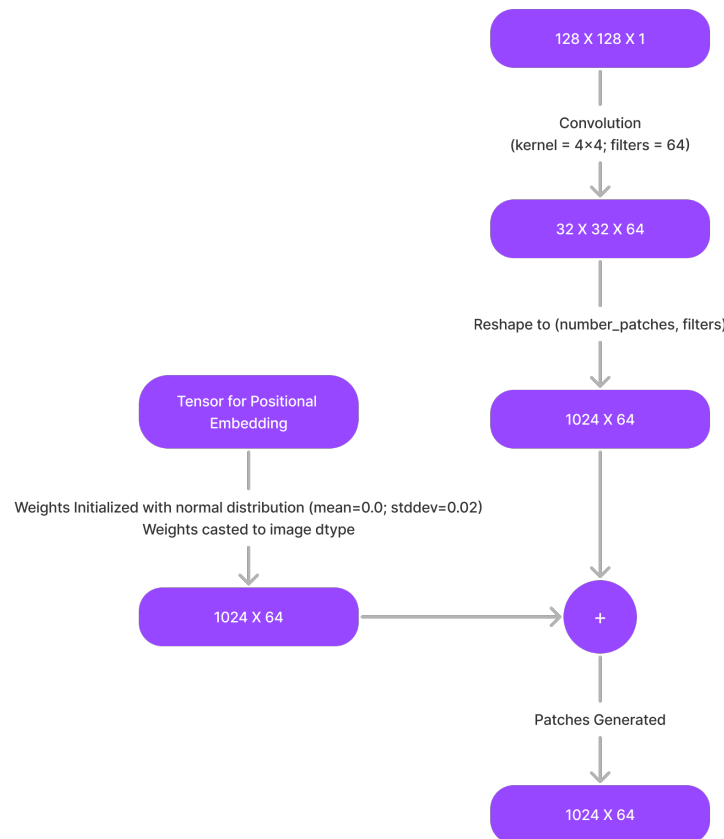 128 X 128 X 1
Convolution
(kernel = 4×4; filters = 64)
32 X 32 X 64
Reshape to (number_patches, filters)
Tensor for Positional
Embedding
1024 X 64
Weights Initialized with normal distribution (mean=0.0; stddev=0.02)
Weights casted to image dtype
1024 X 64
+
Patches Generated
1024 X 64